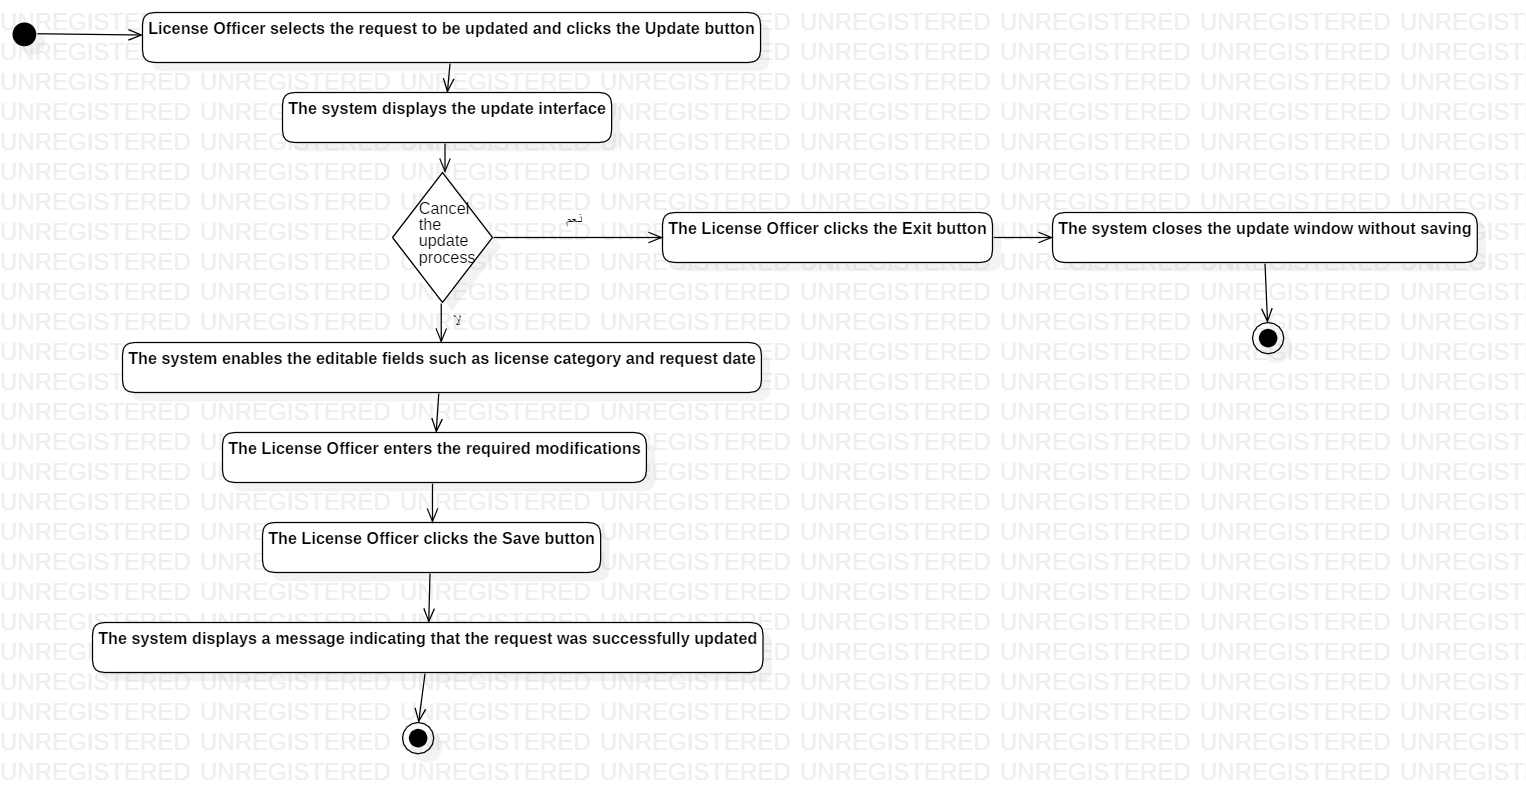 License Officer selects the request to be updated and clicks the Update button
The system displays the update interface
Cancel
the
update
process
نعم
The License Officer clicks the Exit button
The system closes the update window without saving
لا
The system enables the editable fields such as license category and request date
The License Officer enters the required modifications
The License Officer clicks the Save button
The system displays a message indicating that the request was successfully updated
UNREGISTERED